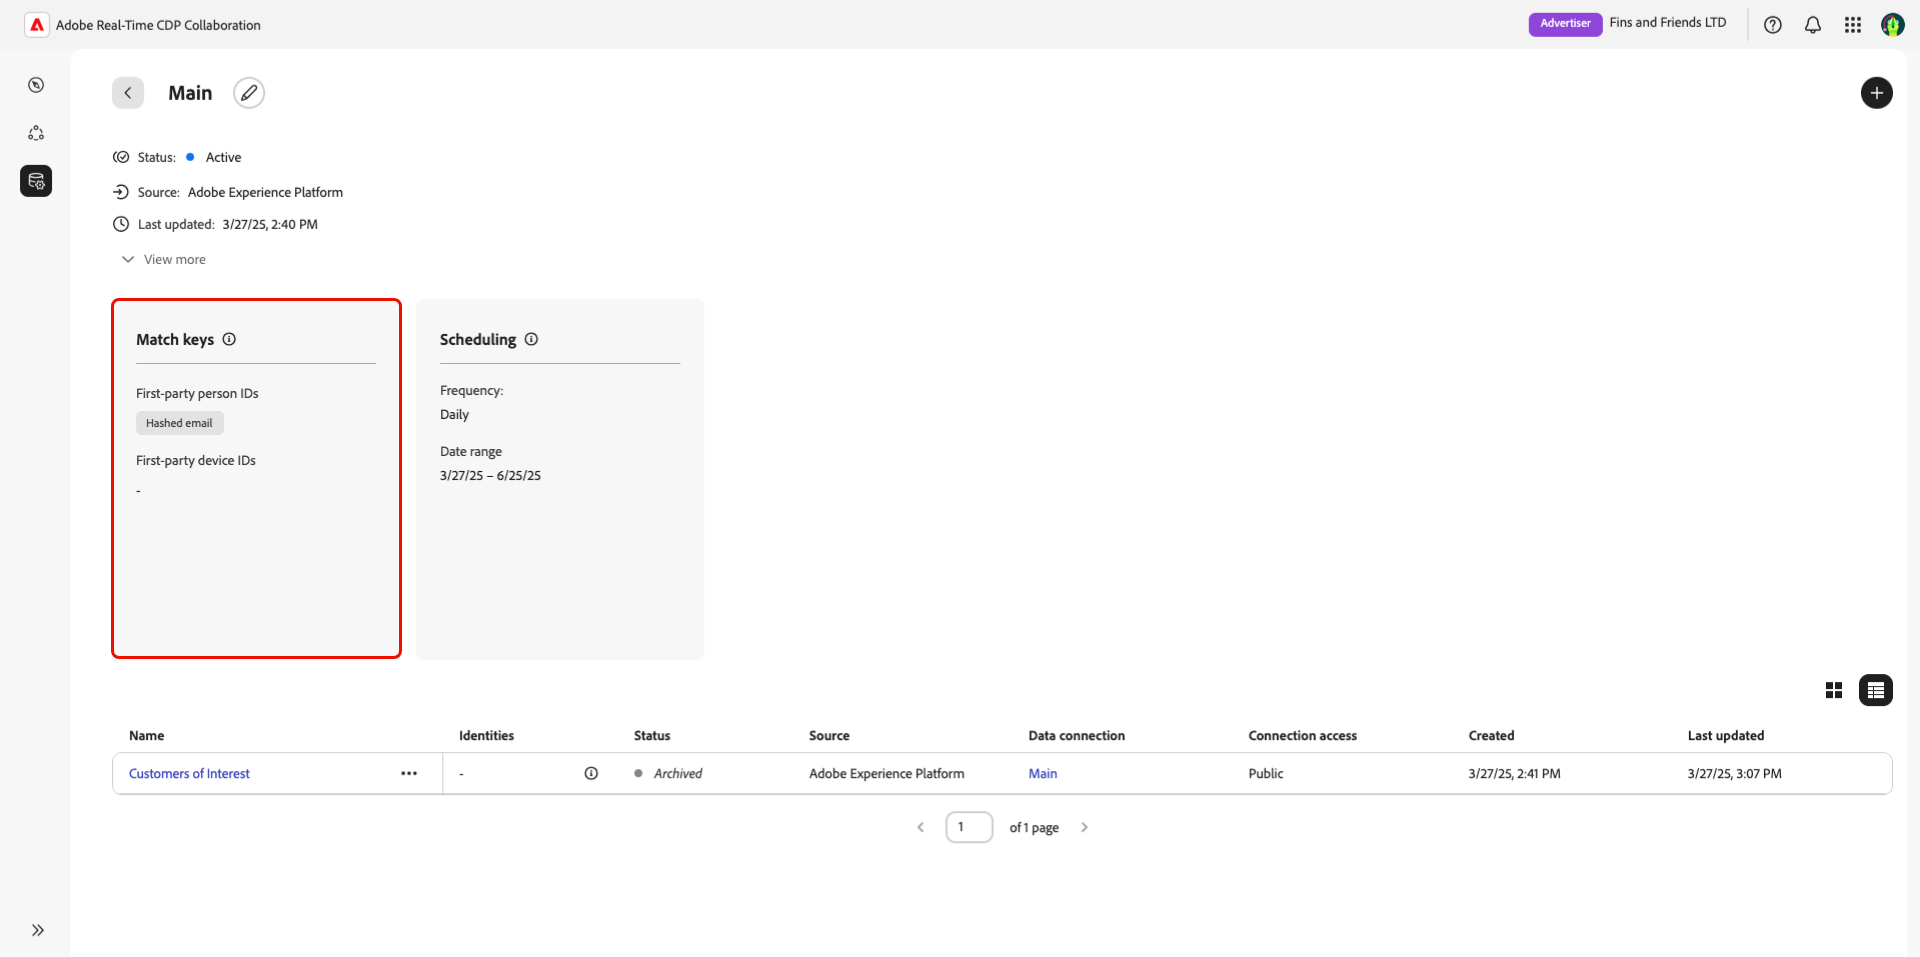 Adobe Real-Time CDP Collaboration
Advertiser
Fins and Friends LTD
Main
Status: Active
Source: Adobe Experience Platform
Last updated: 3/27/25, 2:40 PM
View more
Match keys
First-party person IDs
Hashed email
First-party device IDs
-
Scheduling
Frequency:
Daily
Date range
3/27/25 – 6/25/25
Name Identities Status Source Data connection Connection access Created Last updated
Customers of Interest ••• - Archived Adobe Experience Platform Main Public 3/27/25, 2:41 PM 3/27/25, 3:07 PM
1 of 1 page